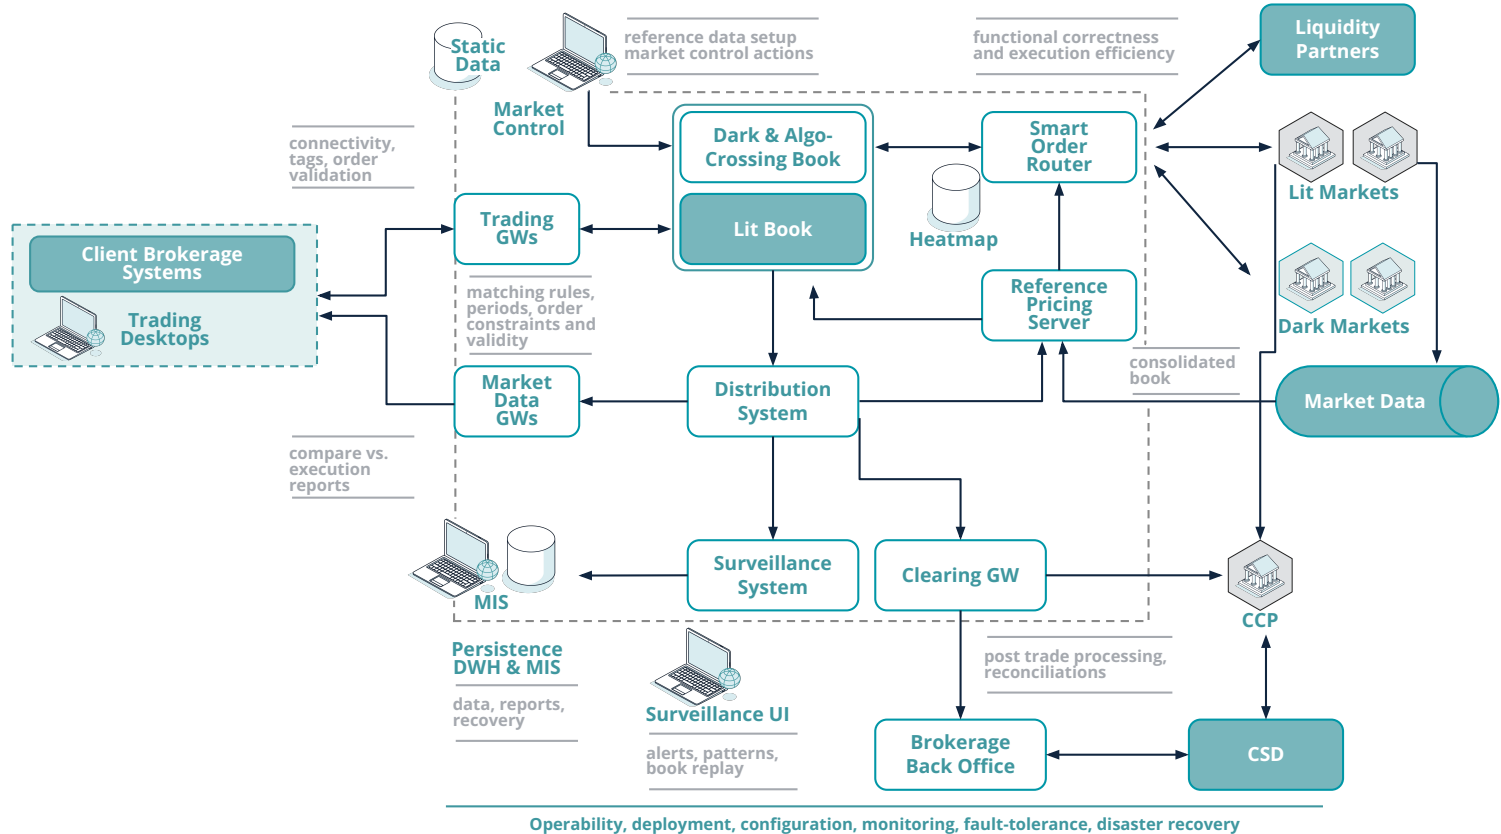 Static
Data
reference data setup
market control actions
functional correctness
and execution efficiency
Liquidity
Partners
Market
Control
connectivity,
tags, order
validation
Dark & Algo-
Crossing Book
Smart
Order
Router
Lit Markets
Trading
GWs
Lit Book
Heatmap
Client Brokerage
Systems
Trading
Desktops
matching rules,
periods, order
constraints and
validity
Reference
Pricing
Server
Dark Markets
consolidated
book
Market
Data
GWs
Distribution
System
Market Data
compare vs.
execution
reports
MIS
Surveillance
System
Clearing GW
CCP
Persistence
DWH & MIS
data, reports,
recovery
Surveillance UI
alerts, patterns,
book replay
post trade processing,
reconciliations
Brokerage
Back Office
CSD
Operability, deployment, configuration, monitoring, fault-tolerance, disaster recovery